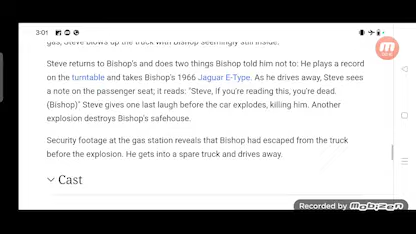 3:01
gas, Steve blows up the truck with Bishop seemingly still inside.
Steve returns to Bishop's and does two things Bishop told him not to: He plays a record
on the turntable and takes Bishop's 1966 Jaguar E-Type. As he drives away, Steve sees
a note on the passenger seat; it reads: "Steve, If you're reading this, you're dead.
(Bishop)" Steve gives one last laugh before the car explodes, killing him. Another
explosion destroys Bishop's safehouse.
Security footage at the gas station reveals that Bishop had escaped from the truck
before the explosion. He gets into a spare truck and drives away.
Cast
Recorded by Mobizen